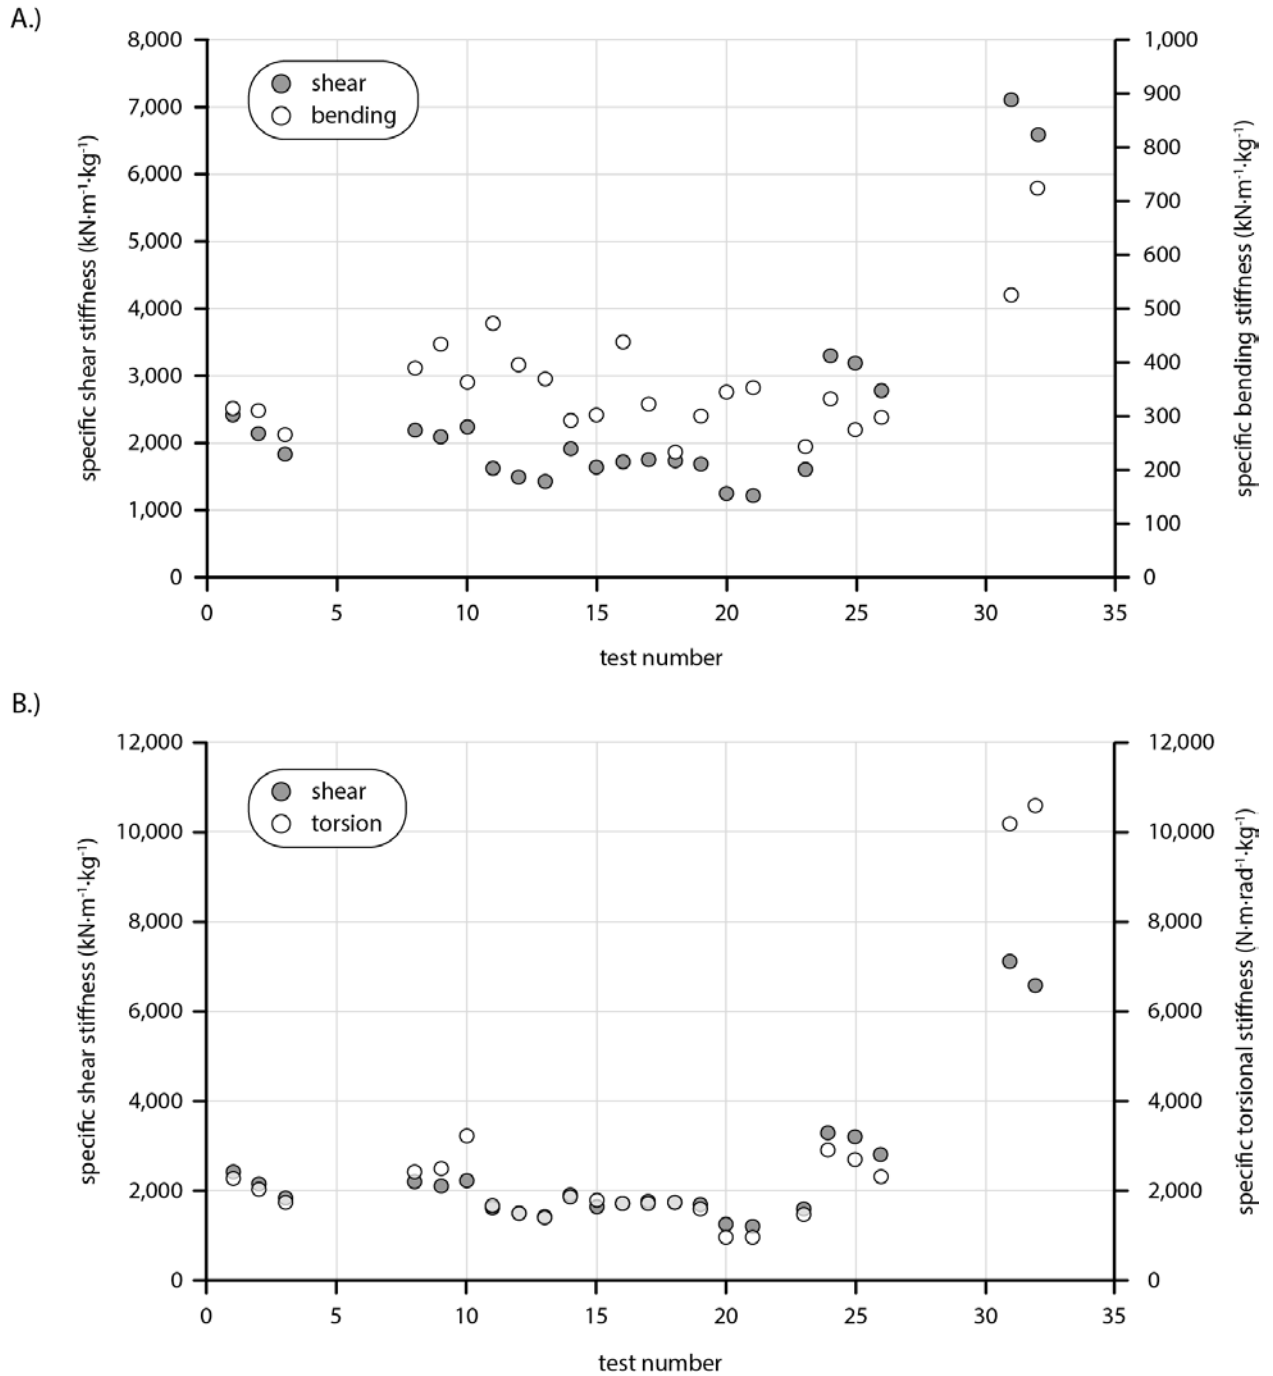 A.)
8,000
7,000
6,000
5,000
4,000
3,000
2,000
1,000
0
specific shear stiffness (kN·m⁻¹·kg⁻¹)
shear
bending
1,000
900
800
700
600
500
400
300
200
100
0
specific bending stiffness (kN·m⁻¹·kg⁻¹)
0 5 10 15 20 25 30 35
test number
B.)
12,000
10,000
8,000
6,000
4,000
2,000
0
specific shear stiffness (kN·m⁻¹·kg⁻¹)
shear
torsion
12,000
10,000
8,000
6,000
4,000
2,000
0
specific torsional stiffness (N·m·rad⁻¹·kg⁻¹)
0 5 10 15 20 25 30 35
test number